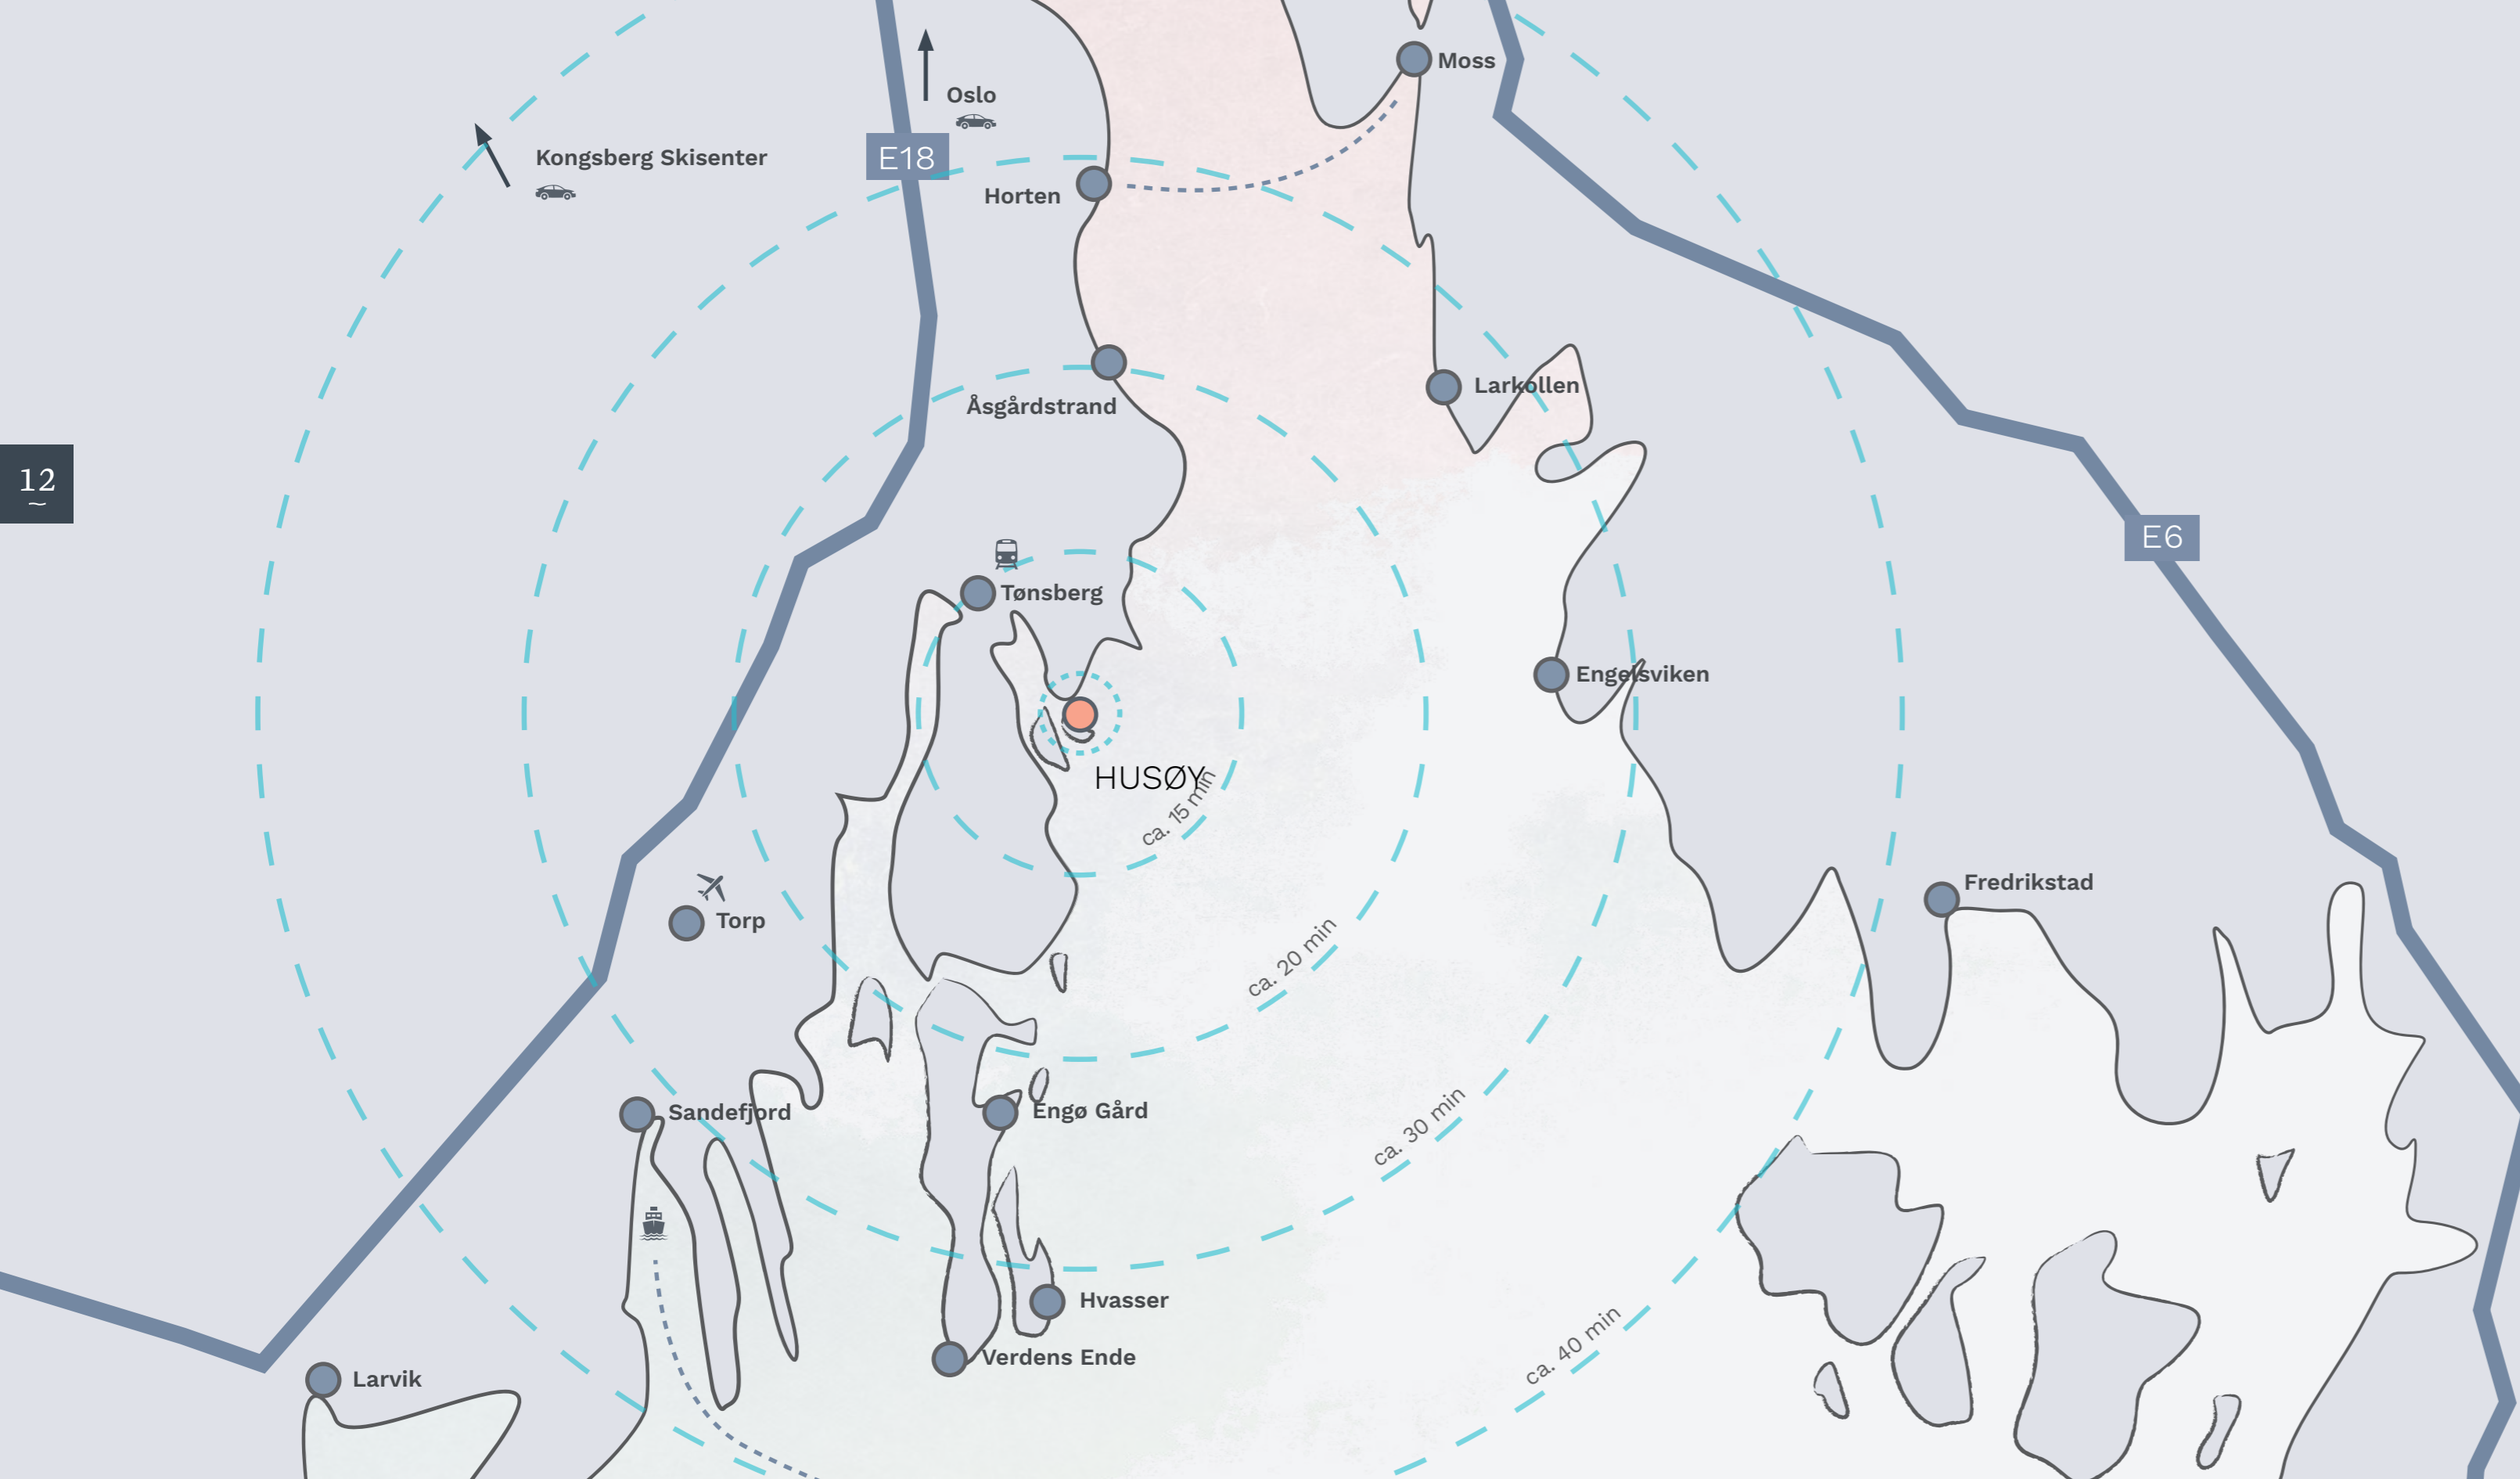 Moss
Oslo
Kongsberg Skisenter
E18
Horten
Larkollen
Åsgårdstrand
12
E6
Tønsberg
Engelsviken
HUSØY
ca. 15 min
Fredrikstad
Torp
ca. 20 min
Sandefjord
Engø Gård
ca. 30 min
Hvasser
ca. 40 min
Verdens Ende
Larvik